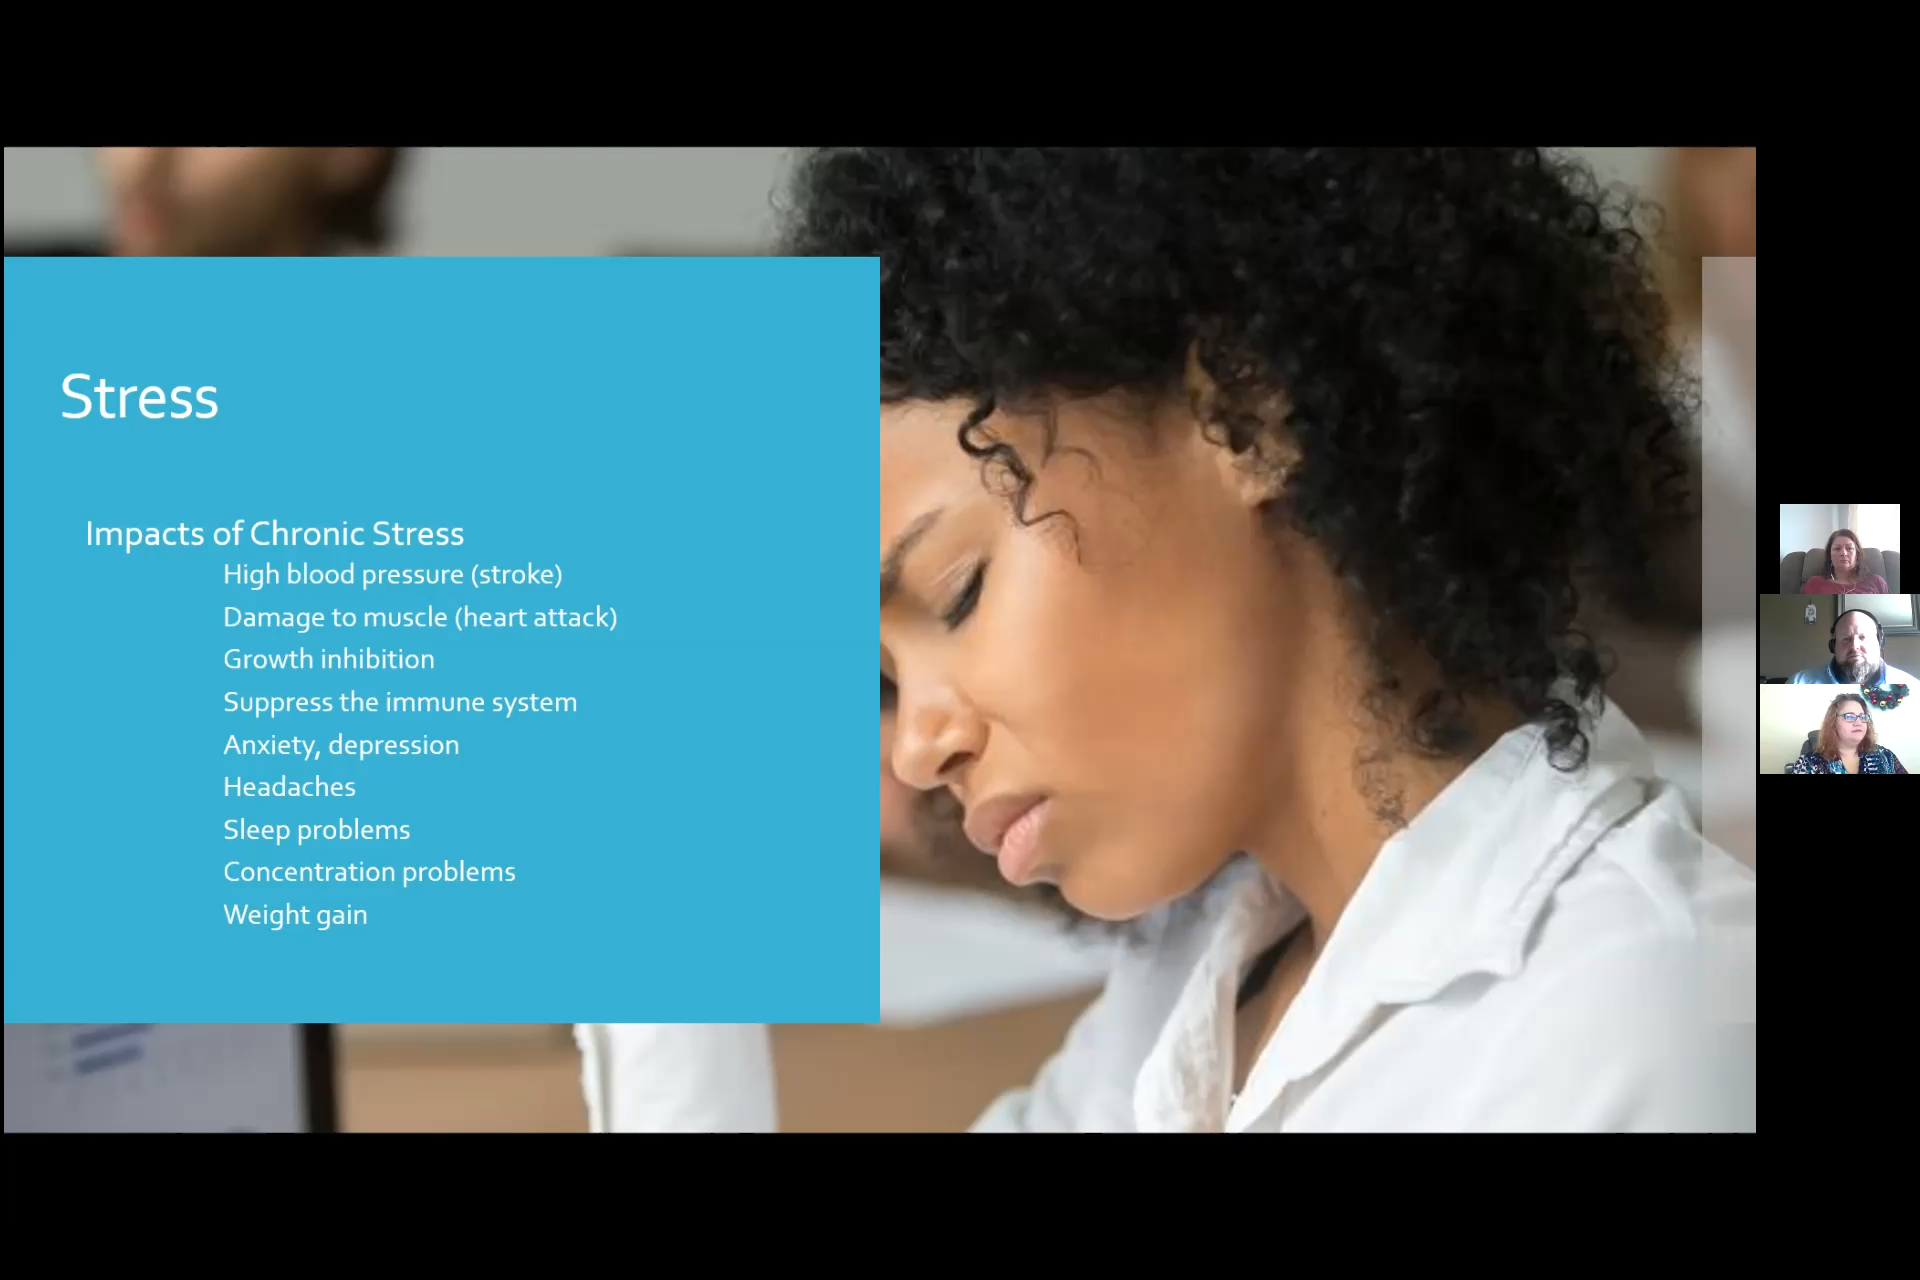 Stress
Impacts of Chronic Stress
High blood pressure (stroke)
Damage to muscle (heart attack)
Growth inhibition
Suppress the immune system
Anxiety, depression
Headaches
Sleep problems
Concentration problems
Weight gain